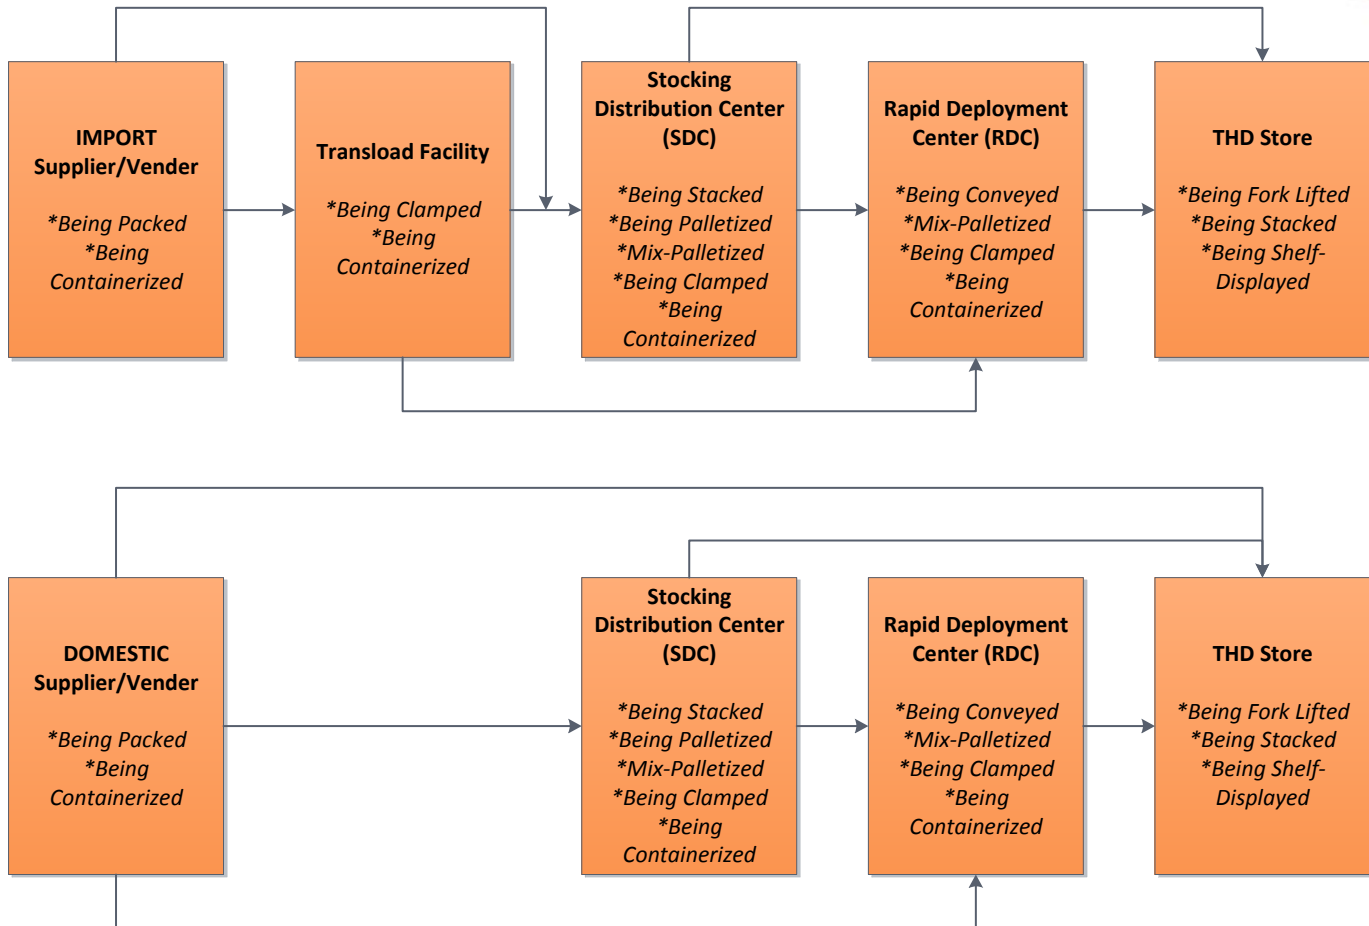 IMPORT
Supplier/Vender
*Being Packed
*Being
Containerized
Transload Facility
*Being Clamped
*Being
Containerized
Stocking
Distribution Center
(SDC)
*Being Stacked
*Being Palletized
*Mix-Palletized
*Being Clamped
*Being
Containerized
Rapid Deployment
Center (RDC)
*Being Conveyed
*Mix-Palletized
*Being Clamped
*Being
Containerized
THD Store
*Being Fork Lifted
*Being Stacked
*Being Shelf-
Displayed
DOMESTIC
Supplier/Vender
*Being Packed
*Being
Containerized
Stocking
Distribution Center
(SDC)
*Being Stacked
*Being Palletized
*Mix-Palletized
*Being Clamped
*Being
Containerized
Rapid Deployment
Center (RDC)
*Being Conveyed
*Mix-Palletized
*Being Clamped
*Being
Containerized
THD Store
*Being Fork Lifted
*Being Stacked
*Being Shelf-
Displayed